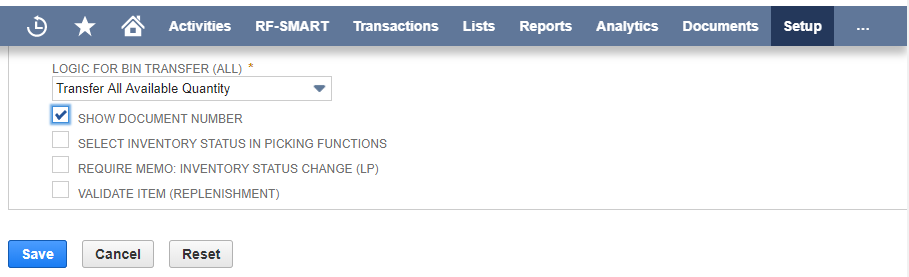 Activities RF-SMART Transactions Lists Reports Analytics Documents Setup ...
LOGIC FOR BIN TRANSFER (ALL) *
Transfer All Available Quantity
SHOW DOCUMENT NUMBER
SELECT INVENTORY STATUS IN PICKING FUNCTIONS
REQUIRE MEMO: INVENTORY STATUS CHANGE (LP)
VALIDATE ITEM (REPLENISHMENT)
Save Cancel Reset